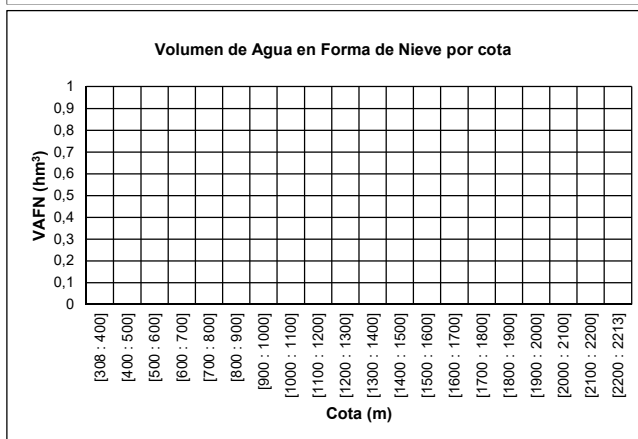 Volumen de Agua en Forma de Nieve por cota
VAFN (hm³)
1
0,9
0,8
0,7
0,6
0,5
0,4
0,3
0,2
0,1
0
[308 : 400]
[400 : 500]
[500 : 600]
[600 : 700]
[700 : 800]
[800 : 900]
[900 : 1000]
[1000 : 1100]
[1100 : 1200]
[1200 : 1300]
[1300 : 1400]
[1400 : 1500]
[1500 : 1600]
[1600 : 1700]
[1700 : 1800]
[1800 : 1900]
[1900 : 2000]
[2000 : 2100]
[2100 : 2200]
[2200 : 2213]
Cota (m)